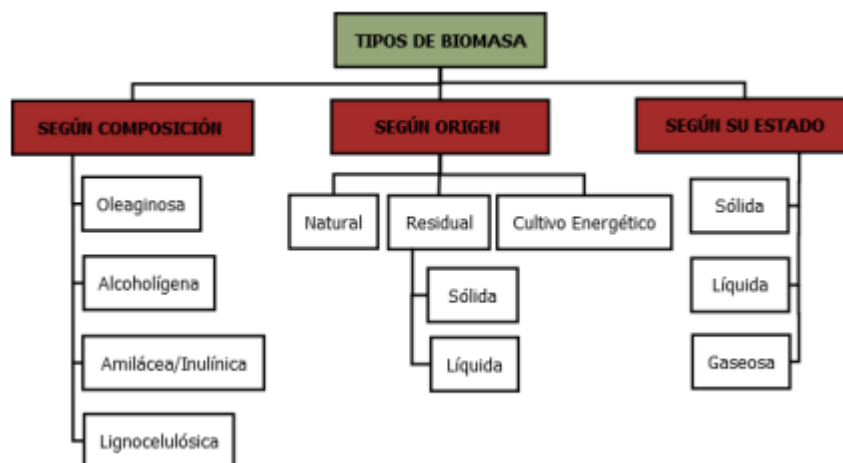 TIPOS DE BIOMASA
SEGÚN COMPOSICIÓN
Oleaginosa
Alcoholígena
Amilácea/Inulínica
Lignocelulósica
SEGÚN ORIGEN
Natural
Residual
Cultivo Energético
Sólida
Líquida
SEGÚN SU ESTADO
Sólida
Líquida
Gaseosa